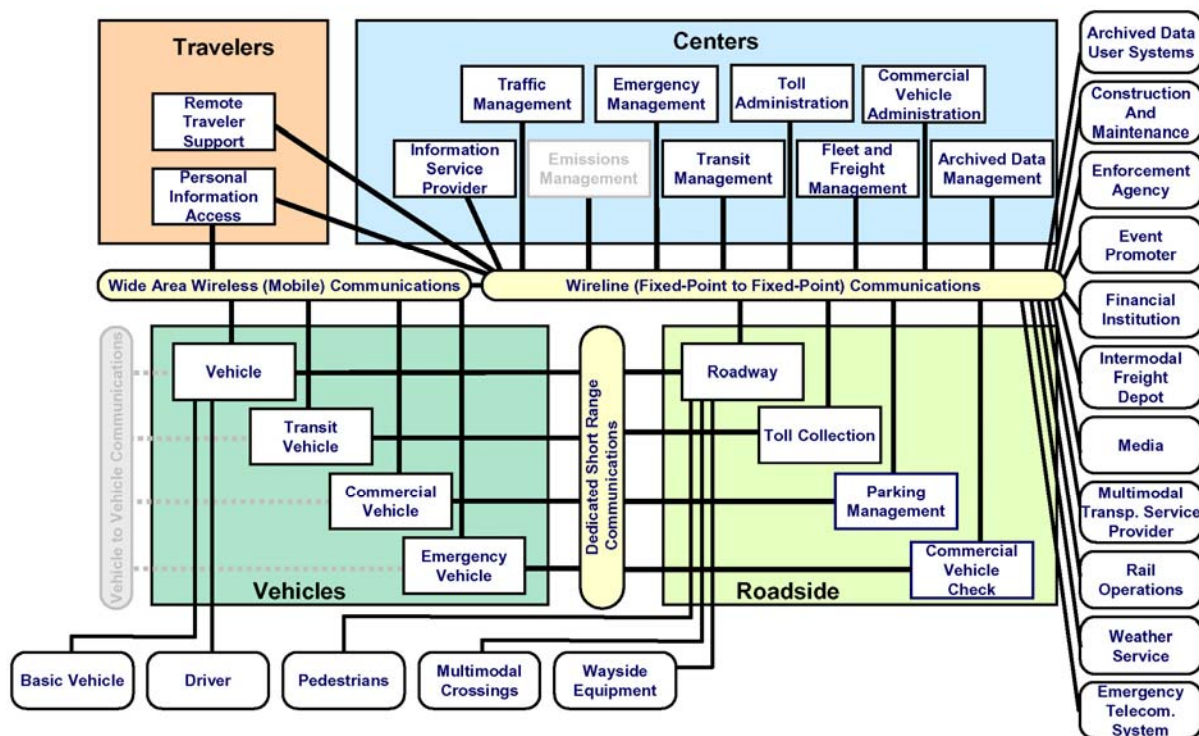 Travelers
Remote
Traveler
Support
Personal
Information
Access
Centers
Traffic
Management
Emergency
Management
Toll
Administration
Commercial
Vehicle
Administration
Information
Service
Provider
Emissions
Management
Transit
Management
Fleet and
Freight
Management
Archived Data
Management
Wide Area Wireless (Mobile) Communications
Wireline (Fixed-Point to Fixed-Point) Communications
Vehicle to Vehicle Communications
Vehicle
Transit
Vehicle
Commercial
Vehicle
Emergency
Vehicle
Vehicles
Dedicated Short Range
Communications
Roadway
Toll Collection
Parking
Management
Commercial
Vehicle
Check
Roadside
Basic Vehicle
Driver
Pedestrians
Multimodal
Crossings
Wayside
Equipment
Archived Data
User Systems
Construction
And
Maintenance
Enforcement
Agency
Event
Promoter
Financial
Institution
Intermodal
Freight
Depot
Media
Multimodal
Transp. Service
Provider
Rail
Operations
Weather
Service
Emergency
Telecom.
System